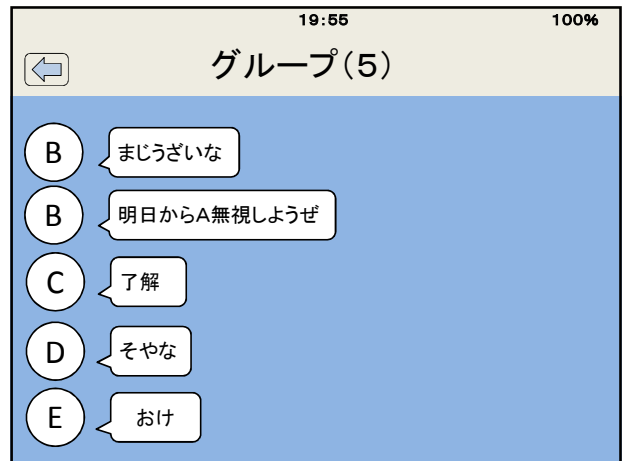 19:55 100%
グループ（5）
B まじうざいな
B 明日からA無視しようぜ
C 了解
D そやな
E おけ